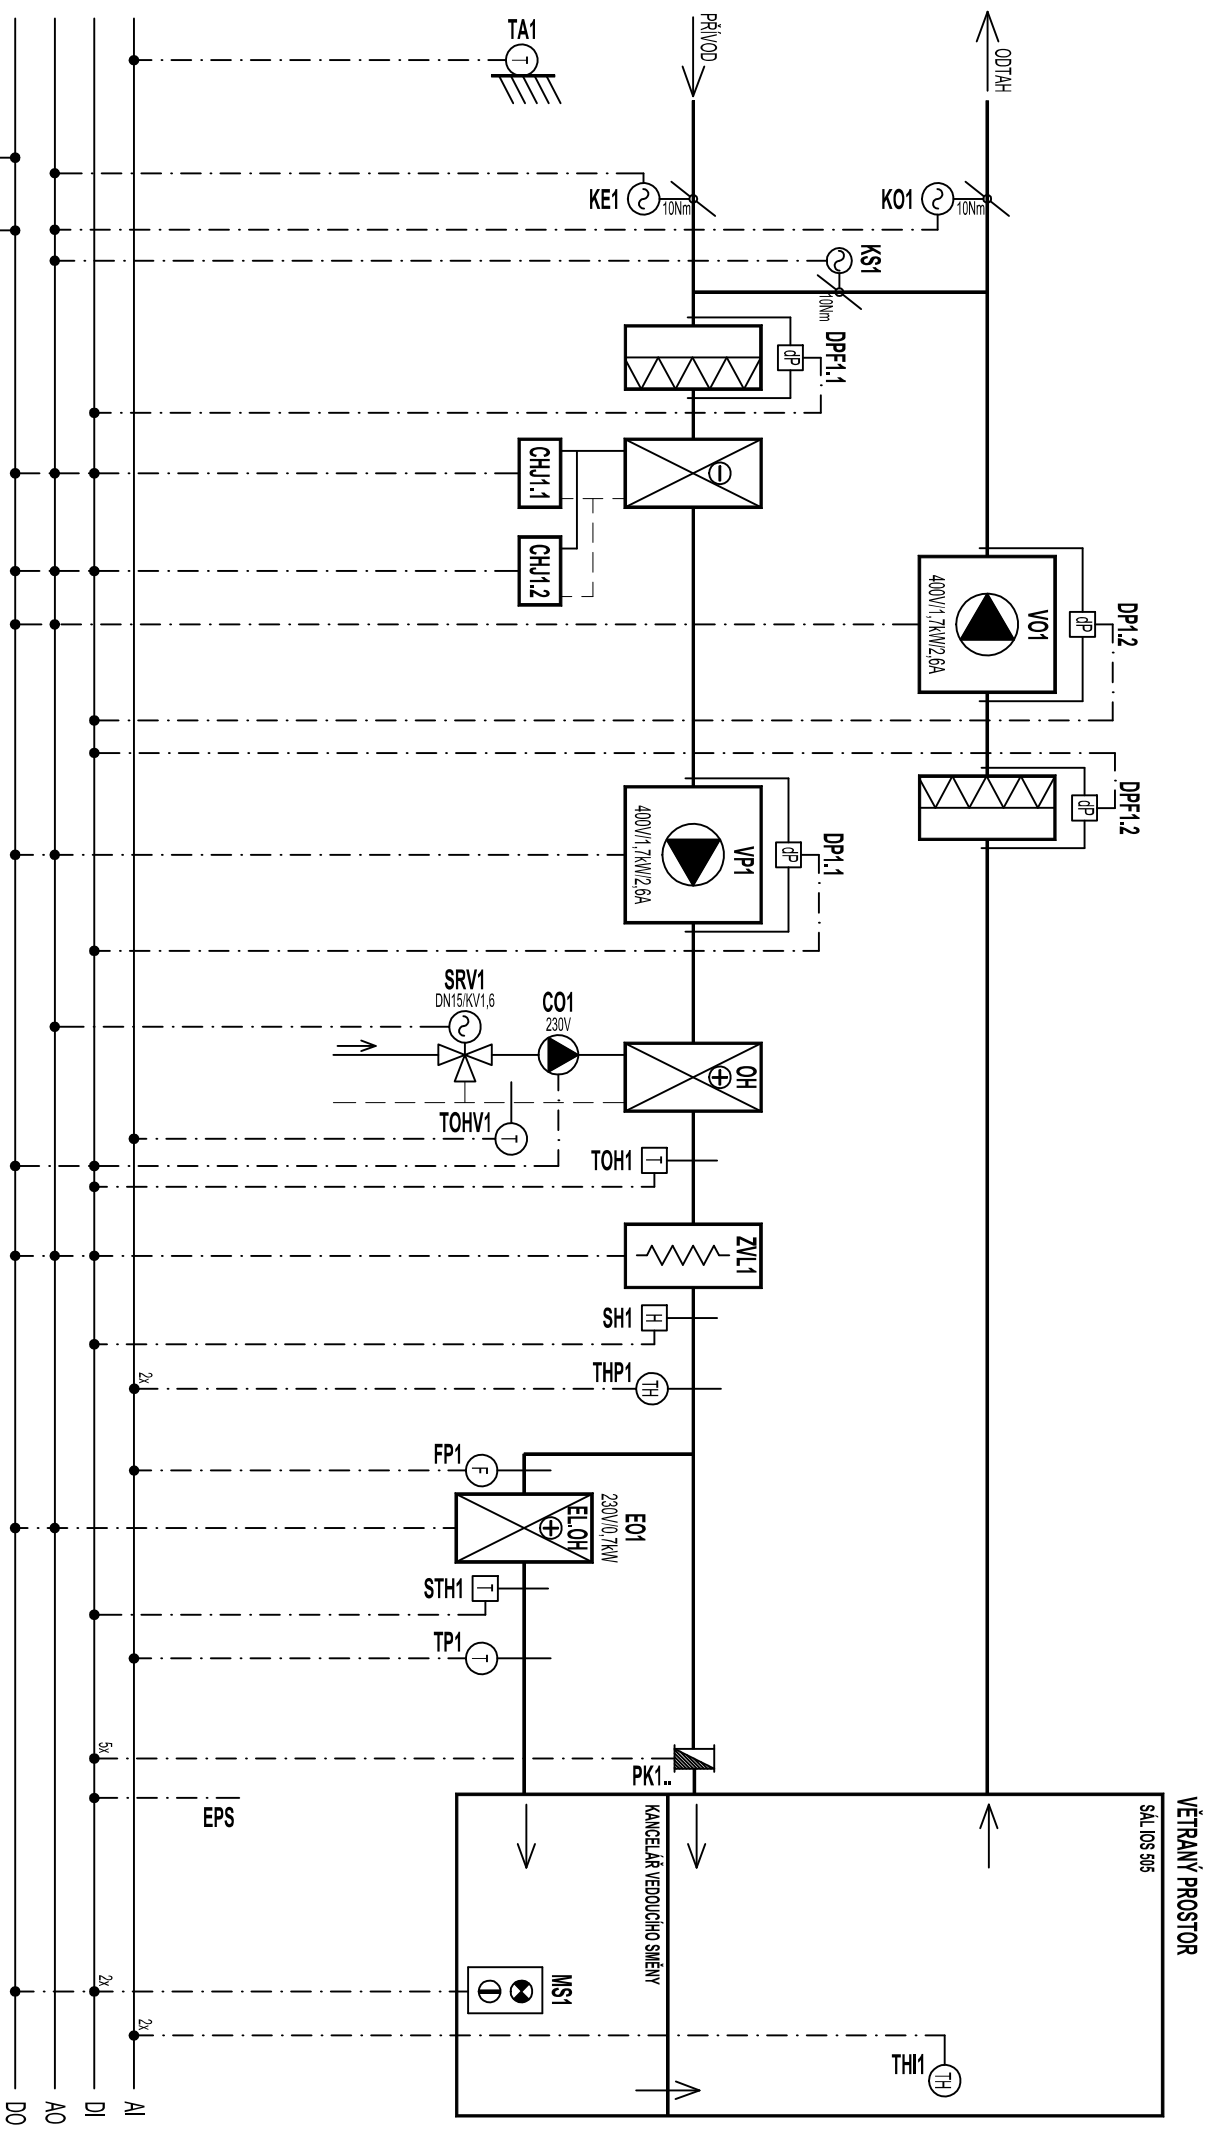 TA1
T
PŘÍVOD
ODTAH
KE1
10Nm
KO1
10Nm
KS1
10Nm
DPF1.1
dP
CHJ1.1
CHJ1.2
DP1.2
dP
VO1
400V/1,7kW/2,6A
DPF1.2
dP
DP1.1
dP
VP1
400V/1,7kW/2,6A
SRV1
DN15/KV1,6
CO1
230V
OH
TOHV1
T
TOH1
T
ZVL1
SH1
H
THP1
TH
2x
FP1
F
EO1
230V/0,7kW
EL.OH
STH1
T
TP1
T
5x
PK1..
EPS
VĚTRANÝ PROSTOR
SÁL IOS 505
KANCELÁŘ VEDOUCÍHO SMĚNY
MS1
2x
2x
THI1
TH
AI
DI
AO
DO